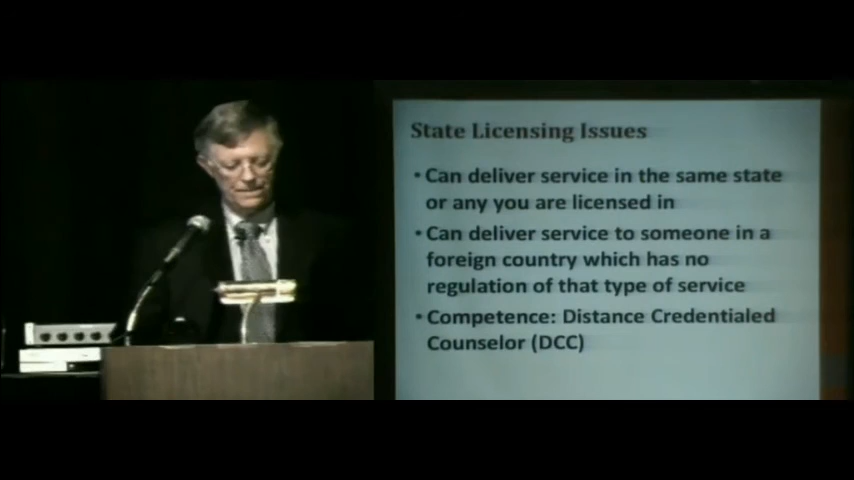 State Licensing Issues
• Can deliver service in the same state
or any you are licensed in
• Can deliver service to someone in a
foreign country which has no
regulation of that type of service
• Competence: Distance Credentialed
Counselor (DCC)